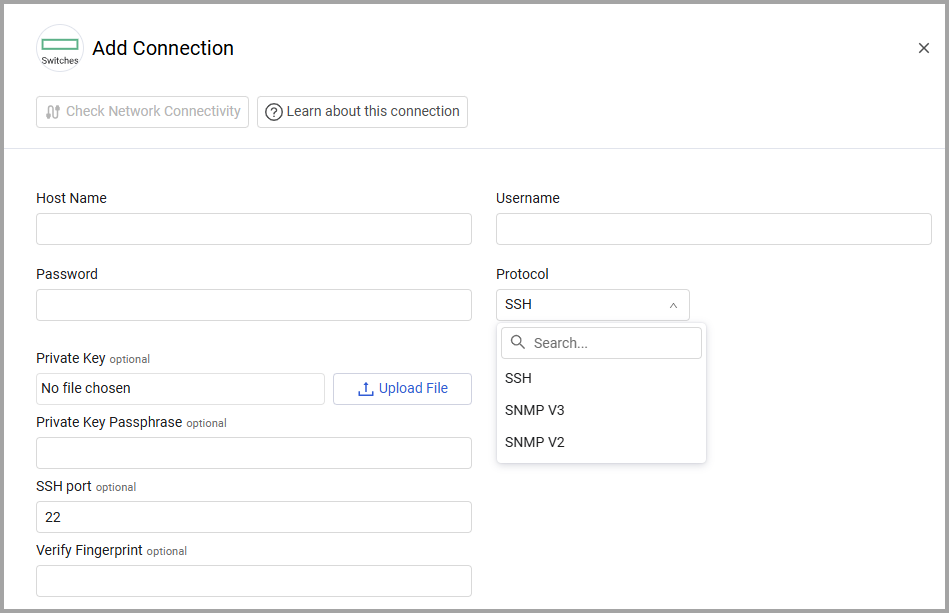 Switches
Add Connection
Check Network Connectivity
Learn about this connection
Host Name
Username
Password
Protocol
SSH
Search...
SSH
SNMP V3
SNMP V2
Private Key optional
No file chosen
Upload File
Private Key Passphrase optional
SSH port optional
22
Verify Fingerprint optional